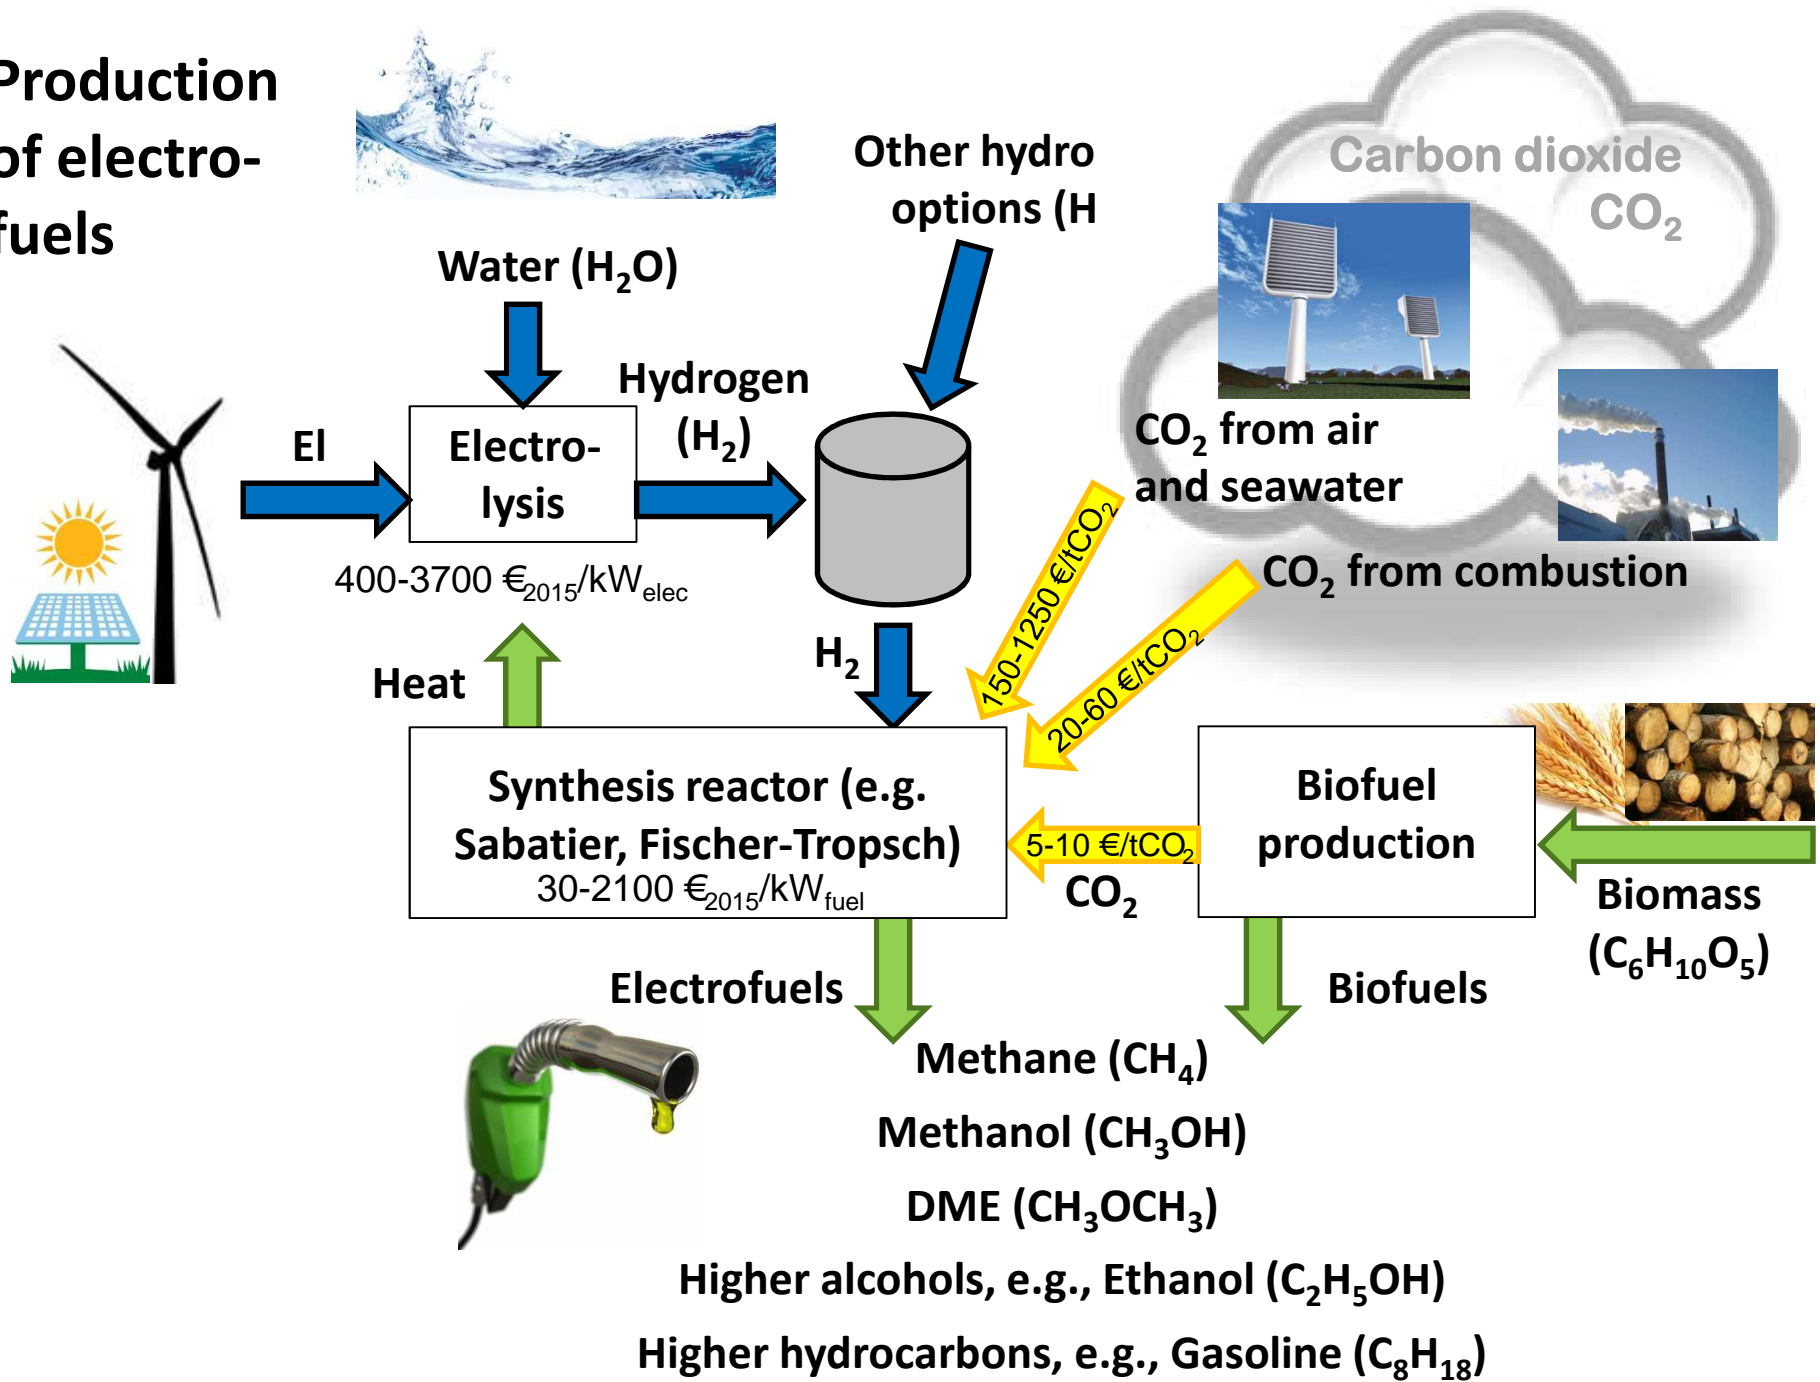 Production
of electro-
fuels
Water (H₂O)
Other hydro
options (H
Carbon dioxide
CO₂
El
Electro-
lysis
Hydrogen
(H₂)
400-3700 €₂₀₁₅/kWₑₗₑc
CO₂ from air
and seawater
CO₂ from combustion
150-1250 €/tCO₂
20-60 €/tCO₂
Heat
H₂
Synthesis reactor (e.g.
Sabatier, Fischer-Tropsch)
30-2100 €₂₀₁₅/kW_fuel
5-10 €/tCO₂
CO₂
Biofuel
production
Biomass
(C₆H₁₀O₅)
Electrofuels
Biofuels
Methane (CH₄)
Methanol (CH₃OH)
DME (CH₃OCH₃)
Higher alcohols, e.g., Ethanol (C₂H₅OH)
Higher hydrocarbons, e.g., Gasoline (C₈H₁₈)